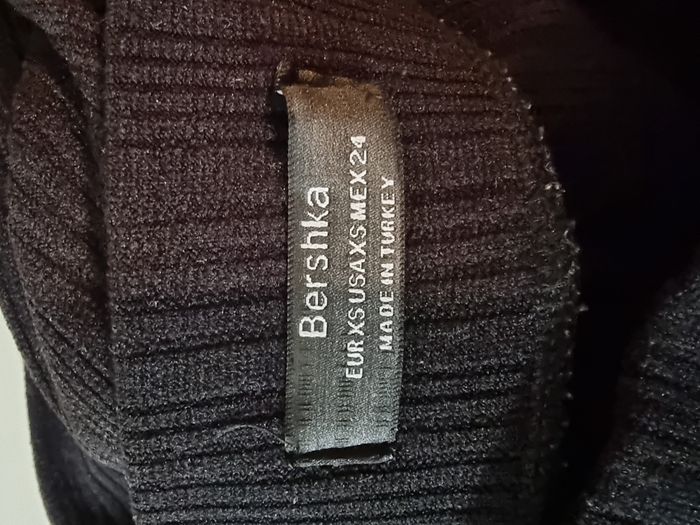 Bershka
EUR XS USA XS MEX 24
MADE IN TURKEY